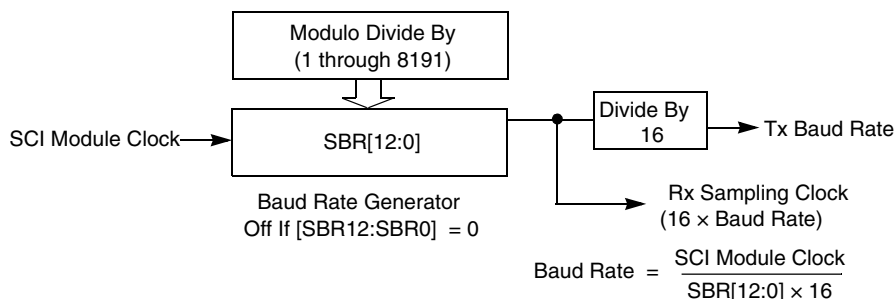 Modulo Divide By
(1 through 8191)
SCI Module Clock
SBR[12:0]
Divide By
16
Tx Baud Rate
Baud Rate Generator
Off If [SBR12:SBR0] = 0
Rx Sampling Clock
(16 × Baud Rate)
Baud Rate = SCI Module Clock
SBR[12:0] × 16